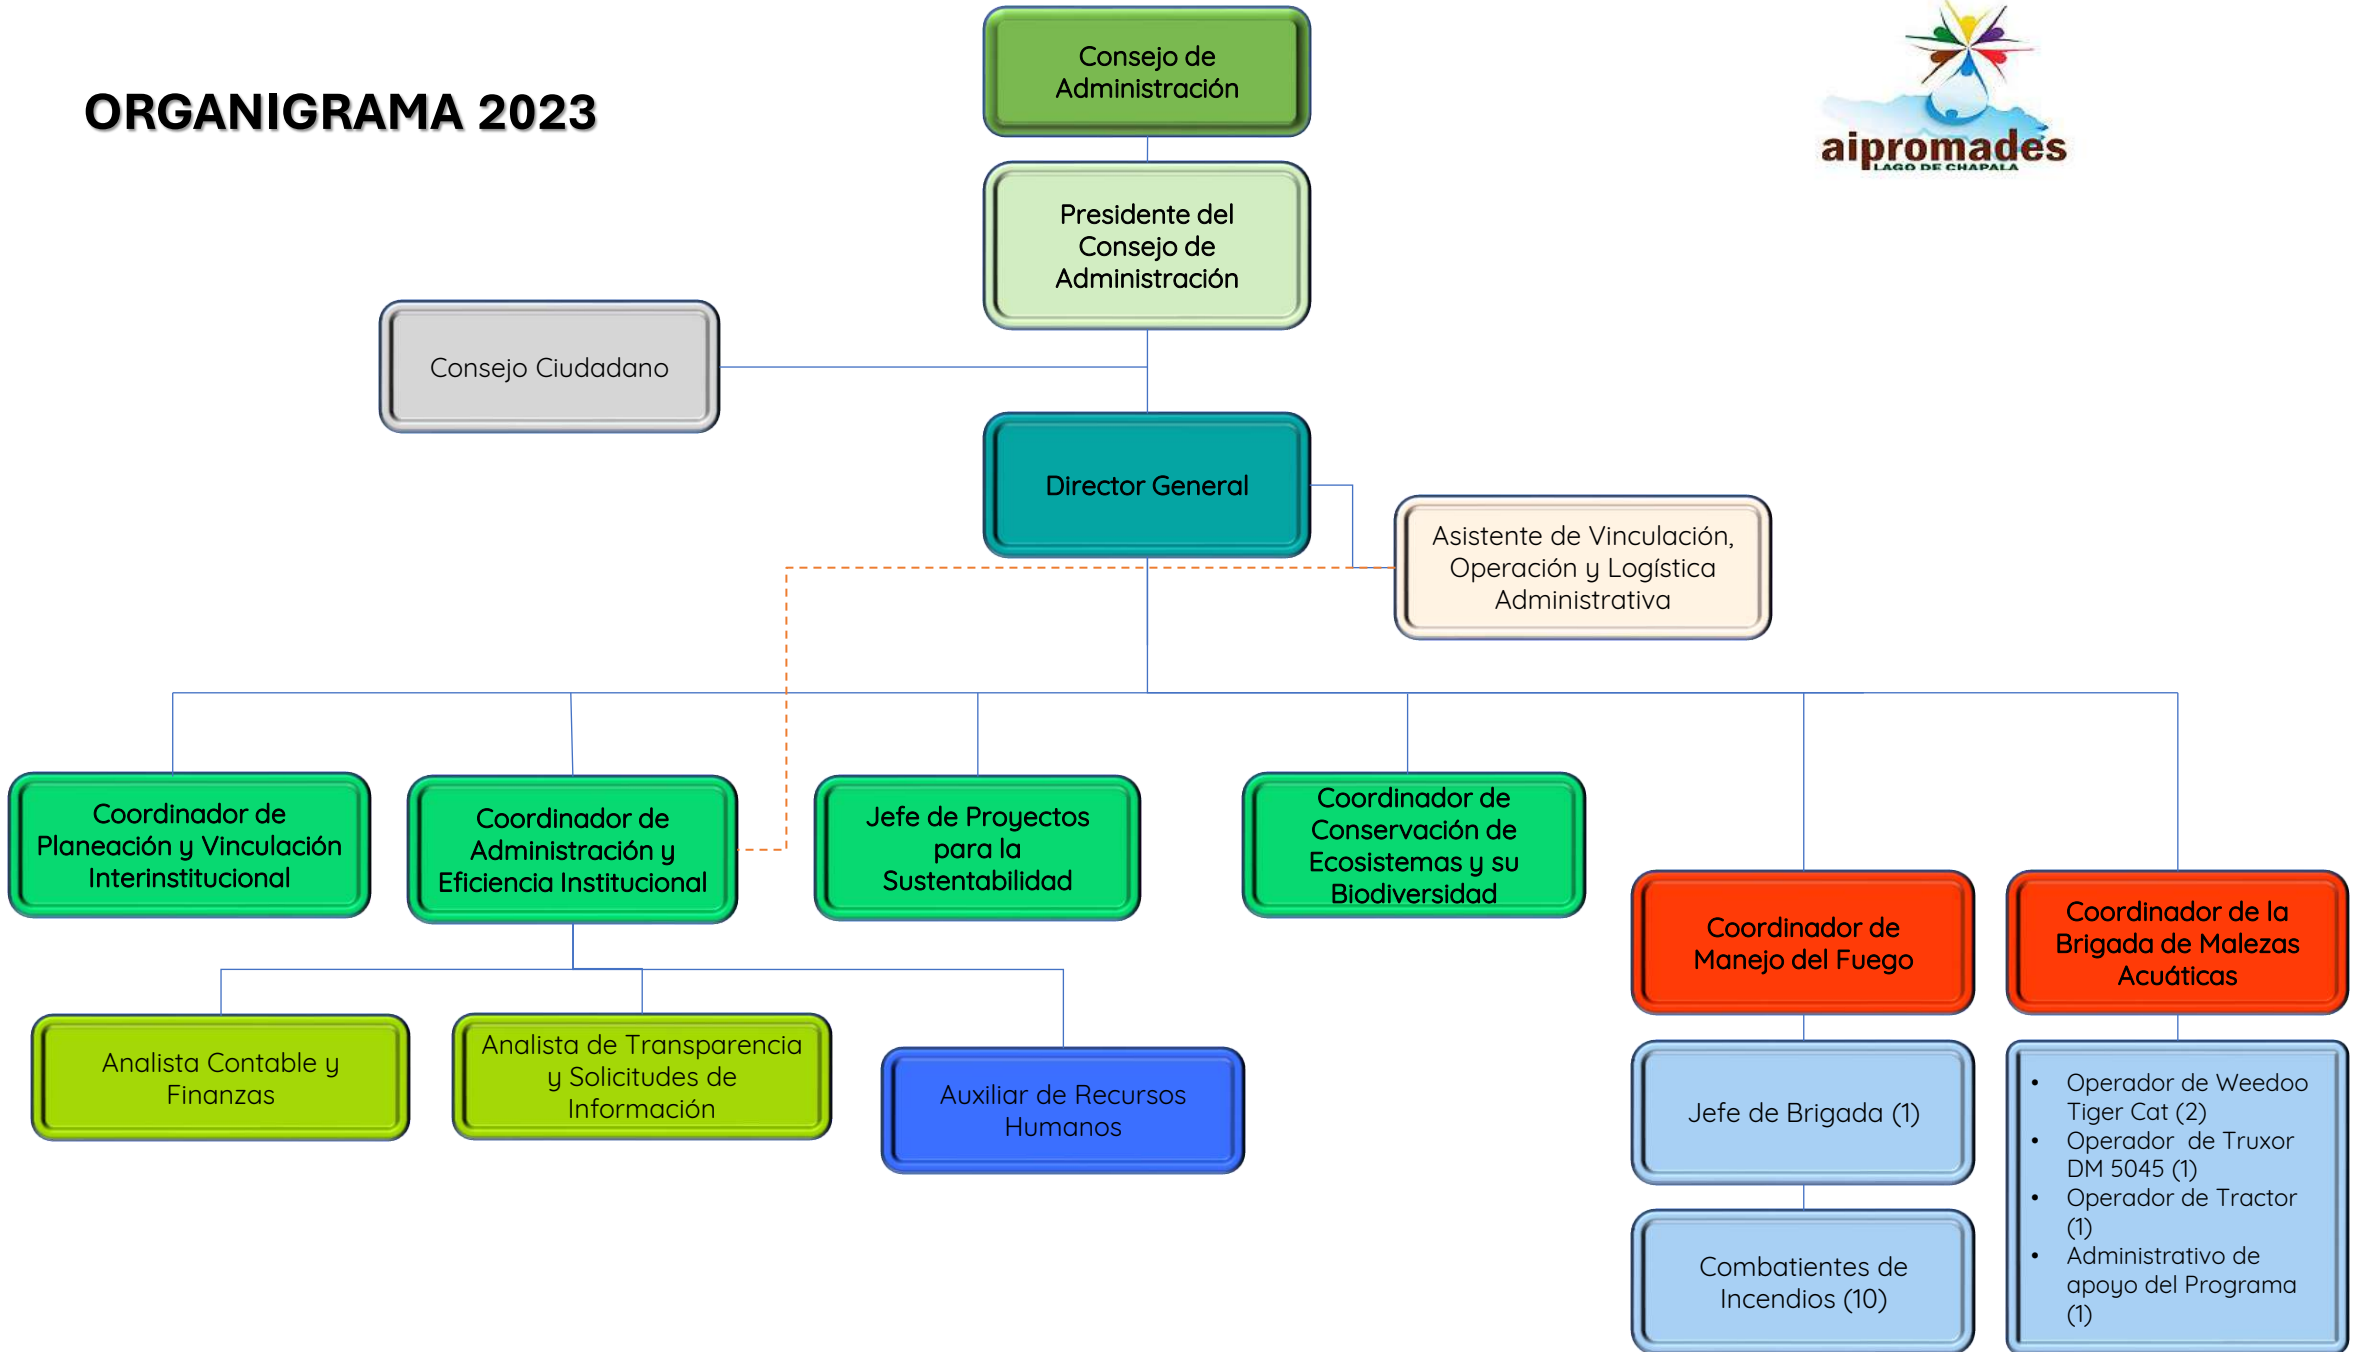 ORGANIGRAMA 2023
Consejo de
Administración
aipromades
LAGO DE CHAPALA
Presidente del
Consejo de
Administración
Consejo Ciudadano
Director General
Asistente de Vinculación,
Operación y Logística
Administrativa
Coordinador de
Planeación y Vinculación
Interinstitucional
Coordinador de
Administración y
Eficiencia Institucional
Jefe de Proyectos
para la
Sustentabilidad
Coordinador de
Conservación de
Ecosistemas y su
Biodiversidad
Coordinador de
Manejo del Fuego
Coordinador de la
Brigada de Malezas
Acuáticas
Analista Contable y
Finanzas
Analista de Transparencia
y Solicitudes de
Información
Auxiliar de Recursos
Humanos
Jefe de Brigada (1)
Combatientes de
Incendios (10)
• Operador de Weedoo
Tiger Cat (2)
• Operador  de Truxor
DM 5045 (1)
• Operador de Tractor
(1)
• Administrativo de
apoyo del Programa
(1)